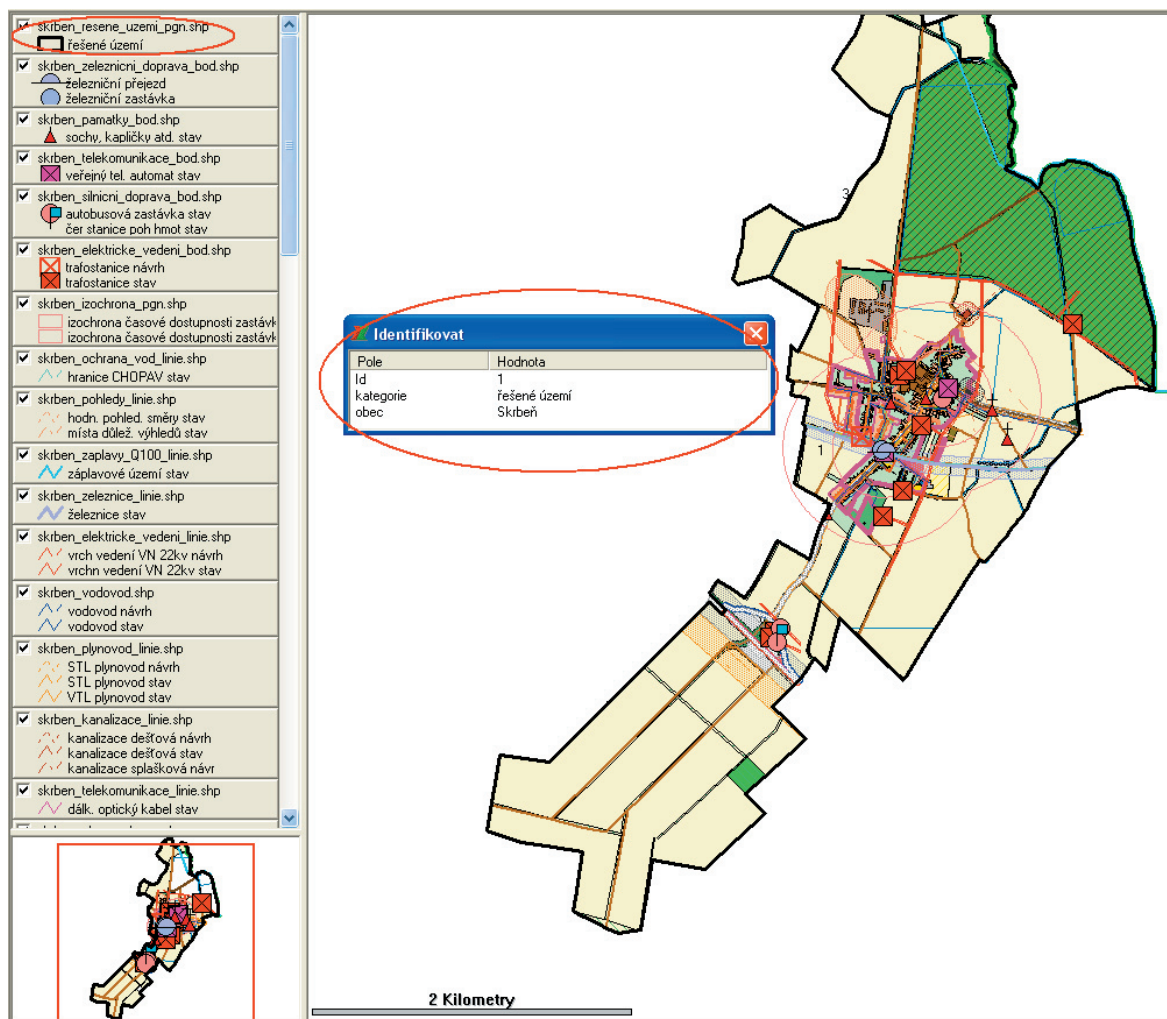 skrben_resene_uzemi_pgn.shp
řešené území
skrben_zeleznicni_doprava_bod.shp
železniční přejezd
železniční zastávka
skrben_pamatky_bod.shp
sochy, kapličky atd. stav
skrben_telekomunikace_bod.shp
veřejný tel. automat stav
skrben_silnicni_doprava_bod.shp
autobusová zastávka stav
čer stanice poh hmot stav
skrben_elektricke_vedeni_bod.shp
trafostanice návrh
trafostanice stav
skrben_izochrona_pgn.shp
izochrona časové dostupnosti zastávk
izochrona časové dostupnosti zastávk
skrben_ochrana_vod_linie.shp
hranice CHOPAV stav
skrben_pohledy_linie.shp
hodn. pohled. směry stav
místa důlež. výhledů stav
skrben_zaplavy_Q100_linie.shp
záplavové území stav
skrben_zeleznice_linie.shp
železnice stav
skrben_elektricke_vedeni_linie.shp
vrch vedení VN 22kv návrh
vrchn vedení VN 22kv stav
skrben_vodovod.shp
vodovod návrh
vodovod stav
skrben_plynovod_linie.shp
STL plynovod návrh
STL plynovod stav
VTL plynovod stav
skrben_kanalizace_linie.shp
kanalizace dešťová návrh
kanalizace dešťová stav
kanalizace splašková návr
skrben_telekomunikace_linie.shp
dálk. optický kabel stav
3
Identifikovat
Pole Hodnota
Id 1
kategorie řešené území
obec Skrbeň
1
2 Kilometry